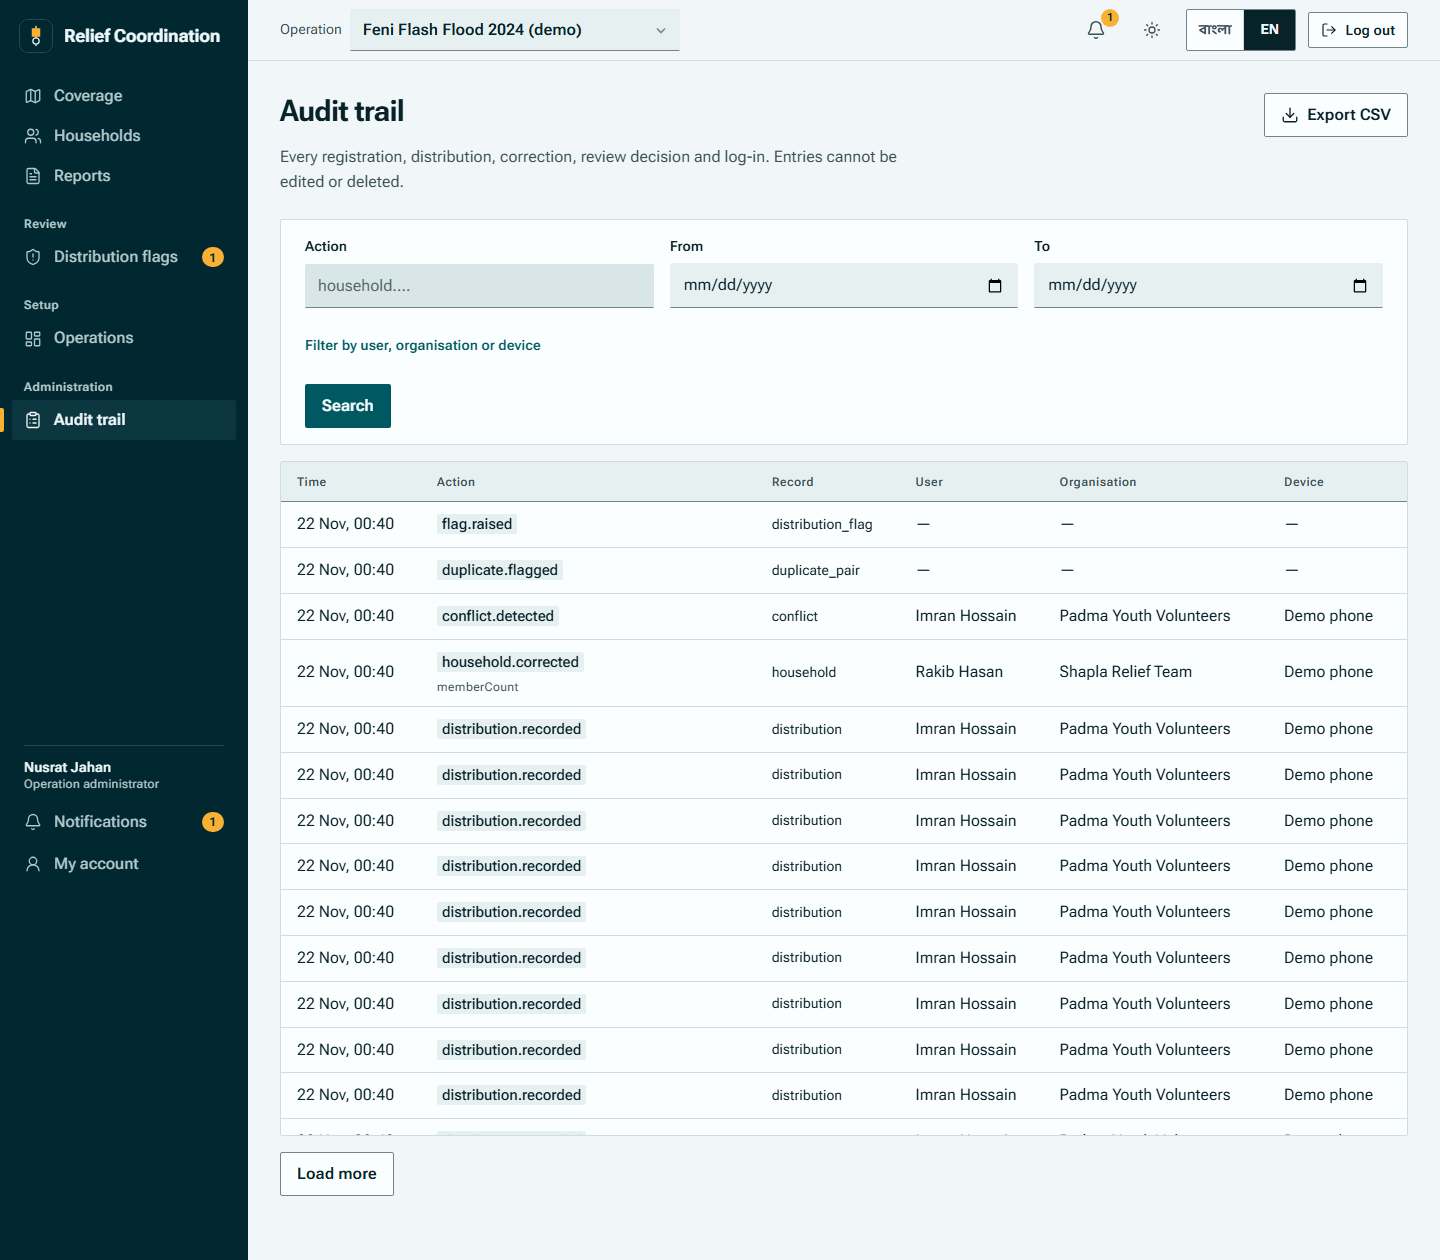 Relief Coordination
Coverage
Households
Reports
Review
Distribution flags 1
Setup
Operations
Administration
Audit trail
Nusrat Jahan
Operation administrator
Notifications 1
My account
Operation Feni Flash Flood 2024 (demo) 1 বাংলা EN Log out
Audit trail
Export CSV
Every registration, distribution, correction, review decision and log-in. Entries cannot be
edited or deleted.
Action From To
household.... mm/dd/yyyy mm/dd/yyyy
Filter by user, organisation or device
Search
Time Action Record User Organisation Device
22 Nov, 00:40 flag.raised distribution_flag — — —
22 Nov, 00:40 duplicate.flagged duplicate_pair — — —
22 Nov, 00:40 conflict.detected conflict Imran Hossain Padma Youth Volunteers Demo phone
22 Nov, 00:40 household.corrected household Rakib Hasan Shapla Relief Team Demo phone
memberCount
22 Nov, 00:40 distribution.recorded distribution Imran Hossain Padma Youth Volunteers Demo phone
22 Nov, 00:40 distribution.recorded distribution Imran Hossain Padma Youth Volunteers Demo phone
22 Nov, 00:40 distribution.recorded distribution Imran Hossain Padma Youth Volunteers Demo phone
22 Nov, 00:40 distribution.recorded distribution Imran Hossain Padma Youth Volunteers Demo phone
22 Nov, 00:40 distribution.recorded distribution Imran Hossain Padma Youth Volunteers Demo phone
22 Nov, 00:40 distribution.recorded distribution Imran Hossain Padma Youth Volunteers Demo phone
22 Nov, 00:40 distribution.recorded distribution Imran Hossain Padma Youth Volunteers Demo phone
22 Nov, 00:40 distribution.recorded distribution Imran Hossain Padma Youth Volunteers Demo phone
22 Nov, 00:40 distribution.recorded distribution Imran Hossain Padma Youth Volunteers Demo phone
Load more